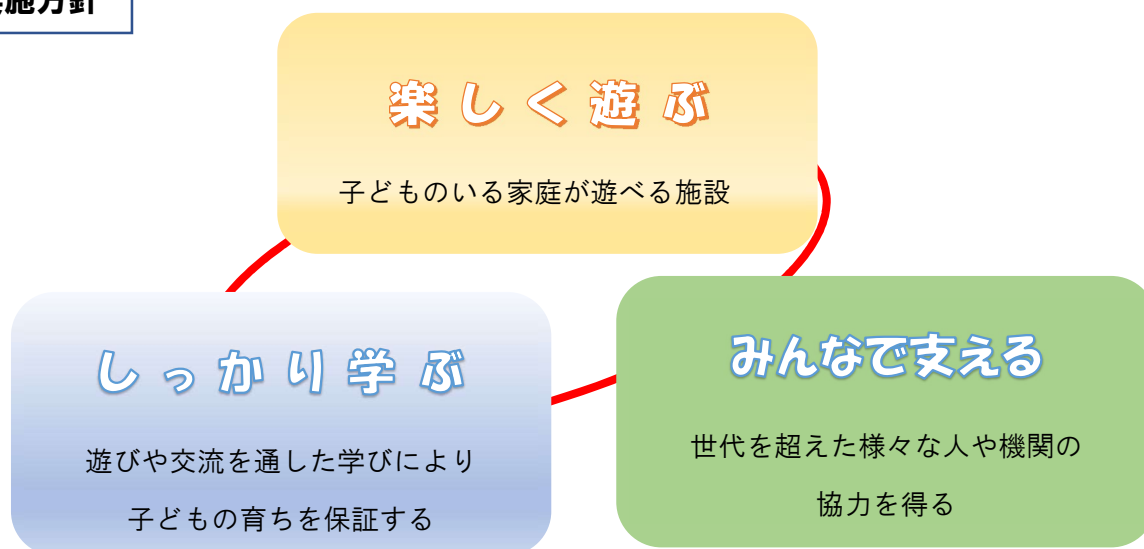 施方針
楽しく遊ぶ
子どものいる家庭が遊べる施設
しっかり学ぶ
遊びや交流を通した学びにより
子どもの育ちを保証する
みんなで支える
世代を超えた様々な人や機関の
協力を得る